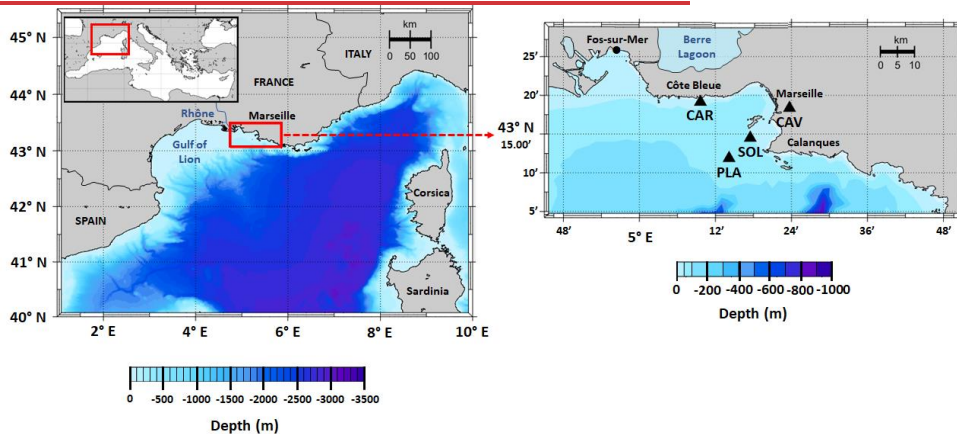 45° N
44° N
43° N
42° N
41° N
40° N
2° E
4° E
6° E
8° E
10° E
km
0 50 100
ITALY
FRANCE
Rhône
Marseille
Gulf of
Lion
Corsica
SPAIN
Sardinia
0 -500 -1000 -1500 -2000 -2500 -3000 -3500
Depth (m)
Fos-sur-Mer
Berre
Lagoon
km
0 5 10
25'
20'
43° N
15.00'
10'
5'
Côte Bleue
Marseille
CAR
CAV
SOL
Calanques
PLA
48'
5° E
12'
24'
36'
48'
0 -200 -400 -600 -800 -1000
Depth (m)